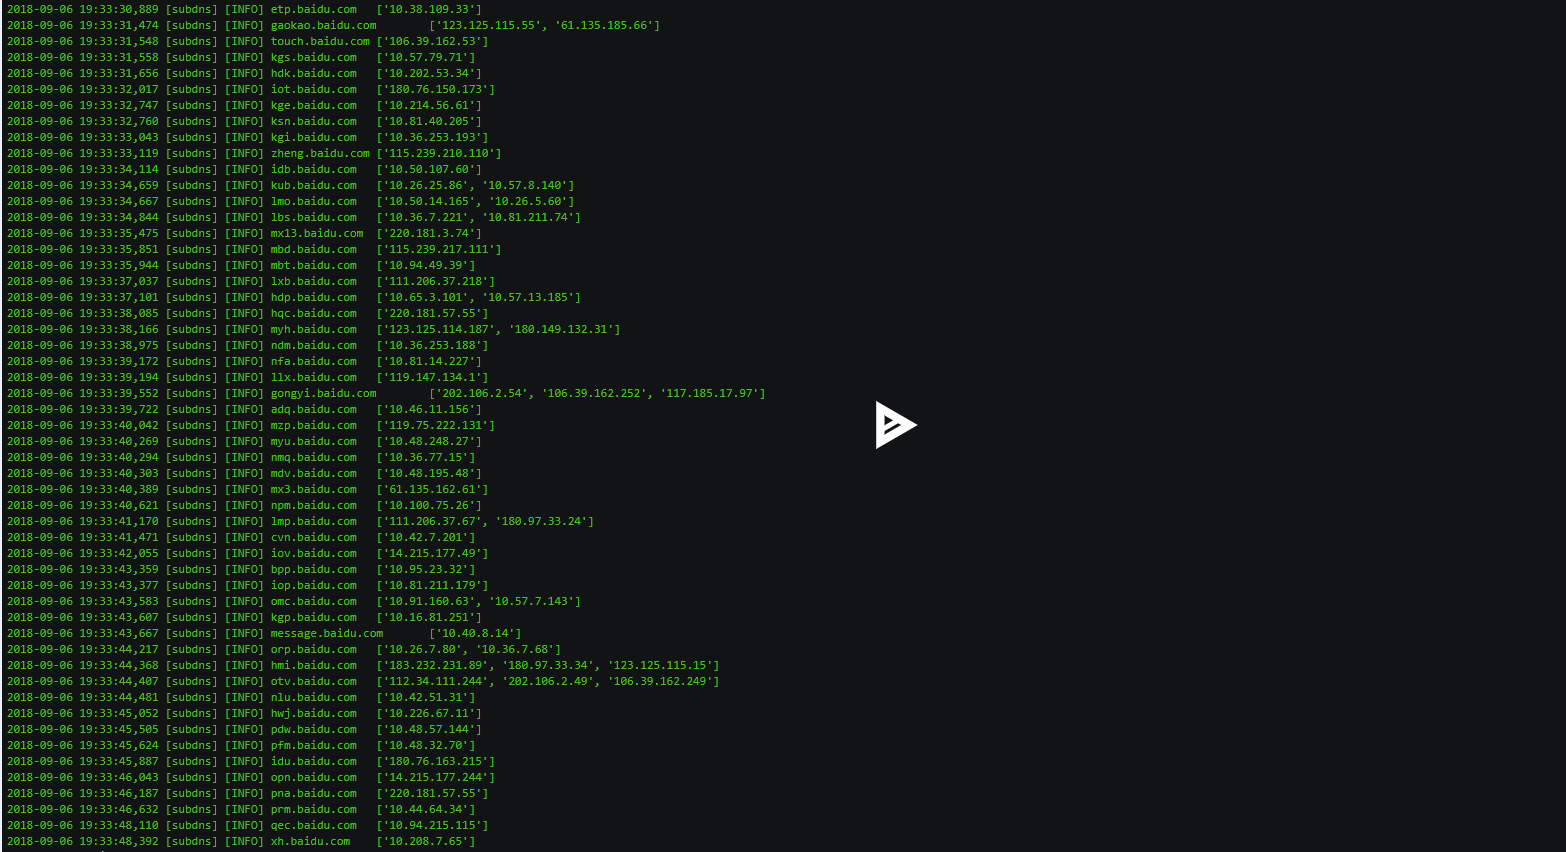 2018-09-06 19:33:30,889 [subdns] [INFO] etp.baidu.com ['10.38.109.33']
2018-09-06 19:33:31,474 [subdns] [INFO] gaokao.baidu.com ['123.125.115.55', '61.135.185.66']
2018-09-06 19:33:31,548 [subdns] [INFO] touch.baidu.com ['106.39.162.53']
2018-09-06 19:33:31,558 [subdns] [INFO] kgs.baidu.com ['10.57.79.71']
2018-09-06 19:33:31,656 [subdns] [INFO] hdk.baidu.com ['10.202.53.34']
2018-09-06 19:33:32,017 [subdns] [INFO] iot.baidu.com ['180.76.150.173']
2018-09-06 19:33:32,747 [subdns] [INFO] kge.baidu.com ['10.214.56.61']
2018-09-06 19:33:32,760 [subdns] [INFO] ksn.baidu.com ['10.81.40.205']
2018-09-06 19:33:33,043 [subdns] [INFO] kgi.baidu.com ['10.36.253.193']
2018-09-06 19:33:33,119 [subdns] [INFO] zheng.baidu.com ['115.239.210.110']
2018-09-06 19:33:34,114 [subdns] [INFO] idb.baidu.com ['10.50.107.60']
2018-09-06 19:33:34,659 [subdns] [INFO] kub.baidu.com ['10.26.25.86', '10.57.8.140']
2018-09-06 19:33:34,667 [subdns] [INFO] lmo.baidu.com ['10.50.14.165', '10.26.5.60']
2018-09-06 19:33:34,844 [subdns] [INFO] lbs.baidu.com ['10.36.7.221', '10.81.211.74']
2018-09-06 19:33:35,475 [subdns] [INFO] mx13.baidu.com ['220.181.3.74']
2018-09-06 19:33:35,851 [subdns] [INFO] mbd.baidu.com ['115.239.217.111']
2018-09-06 19:33:35,944 [subdns] [INFO] mbt.baidu.com ['10.94.49.39']
2018-09-06 19:33:37,037 [subdns] [INFO] lxb.baidu.com ['111.206.37.218']
2018-09-06 19:33:37,101 [subdns] [INFO] hdp.baidu.com ['10.65.3.101', '10.57.13.185']
2018-09-06 19:33:38,085 [subdns] [INFO] hqc.baidu.com ['220.181.57.55']
2018-09-06 19:33:38,166 [subdns] [INFO] myh.baidu.com ['123.125.114.187', '180.149.132.31']
2018-09-06 19:33:38,975 [subdns] [INFO] ndm.baidu.com ['10.36.253.188']
2018-09-06 19:33:39,172 [subdns] [INFO] nfa.baidu.com ['10.81.14.227']
2018-09-06 19:33:39,194 [subdns] [INFO] llx.baidu.com ['119.147.134.1']
2018-09-06 19:33:39,552 [subdns] [INFO] gongyi.baidu.com ['202.106.2.54', '106.39.162.252', '117.185.17.97']
2018-09-06 19:33:39,722 [subdns] [INFO] adq.baidu.com ['10.46.11.156']
2018-09-06 19:33:40,042 [subdns] [INFO] mzp.baidu.com ['119.75.222.131']
2018-09-06 19:33:40,269 [subdns] [INFO] myu.baidu.com ['10.48.248.27']
2018-09-06 19:33:40,294 [subdns] [INFO] nmq.baidu.com ['10.36.77.15']
2018-09-06 19:33:40,303 [subdns] [INFO] mdv.baidu.com ['10.48.195.48']
2018-09-06 19:33:40,389 [subdns] [INFO] mx3.baidu.com ['61.135.162.61']
2018-09-06 19:33:40,621 [subdns] [INFO] npm.baidu.com ['10.100.75.26']
2018-09-06 19:33:41,170 [subdns] [INFO] lmp.baidu.com ['111.206.37.67', '180.97.33.24']
2018-09-06 19:33:41,471 [subdns] [INFO] cvn.baidu.com ['10.42.7.201']
2018-09-06 19:33:42,055 [subdns] [INFO] iov.baidu.com ['14.215.177.49']
2018-09-06 19:33:43,359 [subdns] [INFO] bpp.baidu.com ['10.95.23.32']
2018-09-06 19:33:43,377 [subdns] [INFO] iop.baidu.com ['10.81.211.179']
2018-09-06 19:33:43,583 [subdns] [INFO] omc.baidu.com ['10.91.160.63', '10.57.7.143']
2018-09-06 19:33:43,607 [subdns] [INFO] kgp.baidu.com ['10.16.81.251']
2018-09-06 19:33:43,667 [subdns] [INFO] message.baidu.com ['10.40.8.14']
2018-09-06 19:33:44,217 [subdns] [INFO] orp.baidu.com ['10.26.7.80', '10.36.7.68']
2018-09-06 19:33:44,368 [subdns] [INFO] hmi.baidu.com ['183.232.231.89', '180.97.33.34', '123.125.115.15']
2018-09-06 19:33:44,407 [subdns] [INFO] otv.baidu.com ['112.34.111.244', '202.106.2.49', '106.39.162.249']
2018-09-06 19:33:44,481 [subdns] [INFO] nlu.baidu.com ['10.42.51.31']
2018-09-06 19:33:45,052 [subdns] [INFO] hwj.baidu.com ['10.226.67.11']
2018-09-06 19:33:45,505 [subdns] [INFO] pdw.baidu.com ['10.48.57.144']
2018-09-06 19:33:45,624 [subdns] [INFO] pfm.baidu.com ['10.48.32.70']
2018-09-06 19:33:45,887 [subdns] [INFO] idu.baidu.com ['180.76.163.215']
2018-09-06 19:33:46,043 [subdns] [INFO] opn.baidu.com ['14.215.177.244']
2018-09-06 19:33:46,187 [subdns] [INFO] pna.baidu.com ['220.181.57.55']
2018-09-06 19:33:46,632 [subdns] [INFO] prm.baidu.com ['10.44.64.34']
2018-09-06 19:33:48,110 [subdns] [INFO] qec.baidu.com ['10.94.215.115']
2018-09-06 19:33:48,392 [subdns] [INFO] xh.baidu.com ['10.208.7.65']